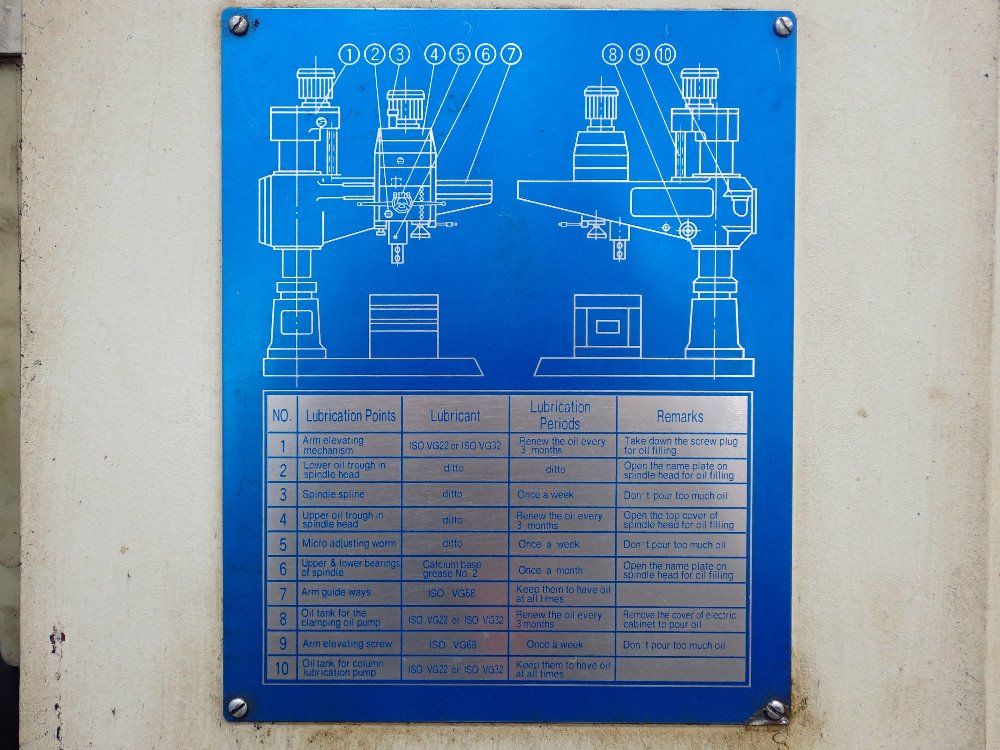 ① ② ③ ④ ⑤ ⑥ ⑦ ⑧ ⑨ ⑩
NO. Lubrication Points Lubricant Lubrication Periods Remarks
1 Arm elevating mechanism ISO VG22 or ISO VG32 Renew the oil every 3 months Take down the screw plug for oil filling
2 Lower oil trough in spindle head ditto ditto Open the name plate on spindle head for oil filling
3 Spindle spline ditto Once a week Don't pour too much oil
4 Upper oil trough in spindle head ditto Renew the oil every 3 months Open the top cover of spindle head for oil filling
5 Micro adjusting worm ditto Once a week Don't pour too much oil
6 Upper & lower bearings of spindle Calcium base grease No. 2 Once a month Open the name plate on spindle head for oil filling
7 Arm guide ways ISO VG68 Keep them to have oil at all times
8 Oil tank for the clamping oil pump ISO VG22 or ISO VG32 Renew the oil every 3 months Remove the cover of electric cabinet to pour oil
9 Arm elevating screw ISO VG68 Once a week Don't pour too much oil
10 Oil tank for column lubrication pump ISO VG22 or ISO VG32 Keep them to have oil at all times